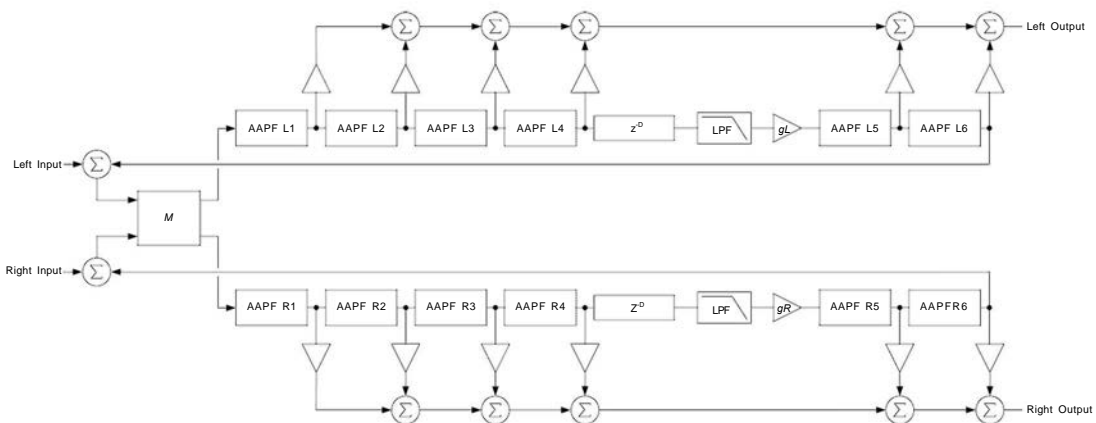 Σ Σ Σ Σ Σ Left Output
AAPF L1 AAPF L2 AAPF L3 AAPF L4 z-D LPF gL AAPF L5 AAPF L6
Left Input Σ
M
Right Input Σ
AAPF R1 AAPF R2 AAPF R3 AAPF R4 Z-D LPF gR AAPF R5 AAPFR6
Σ Σ Σ Σ Σ Right Output